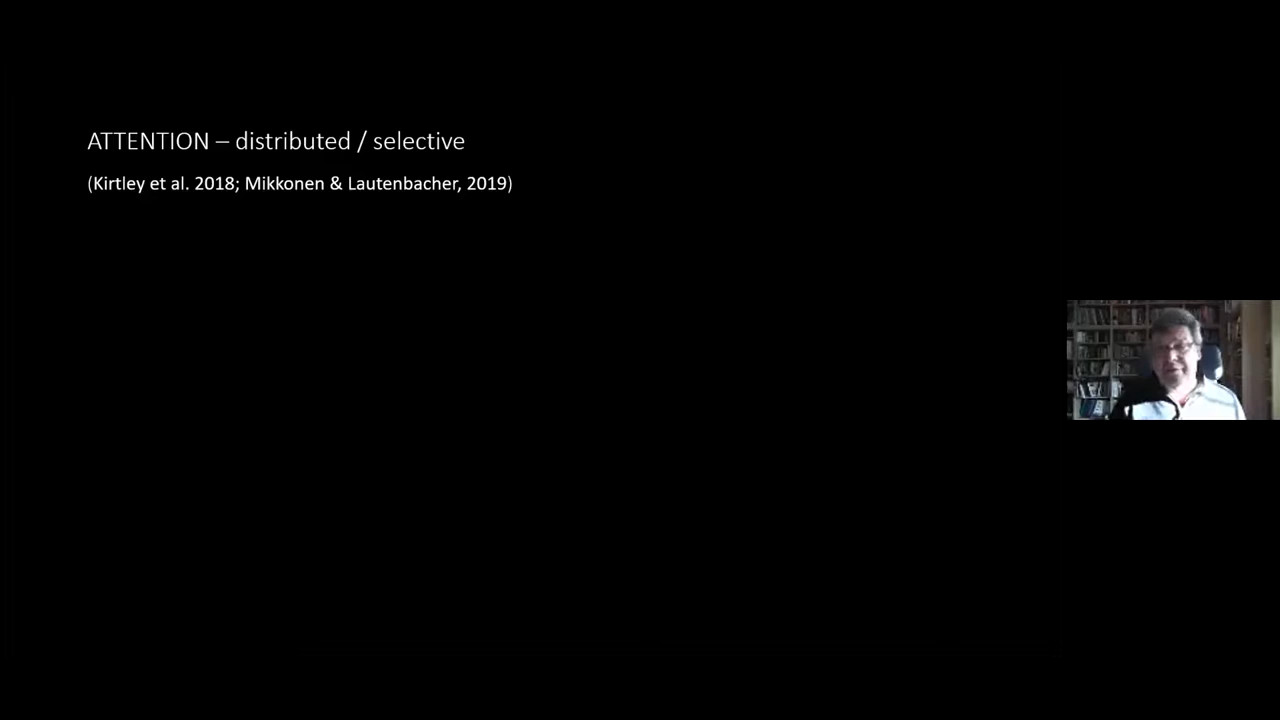 ATTENTION – distributed / selective
(Kirtley et al. 2018; Mikkonen & Lautenbacher, 2019)